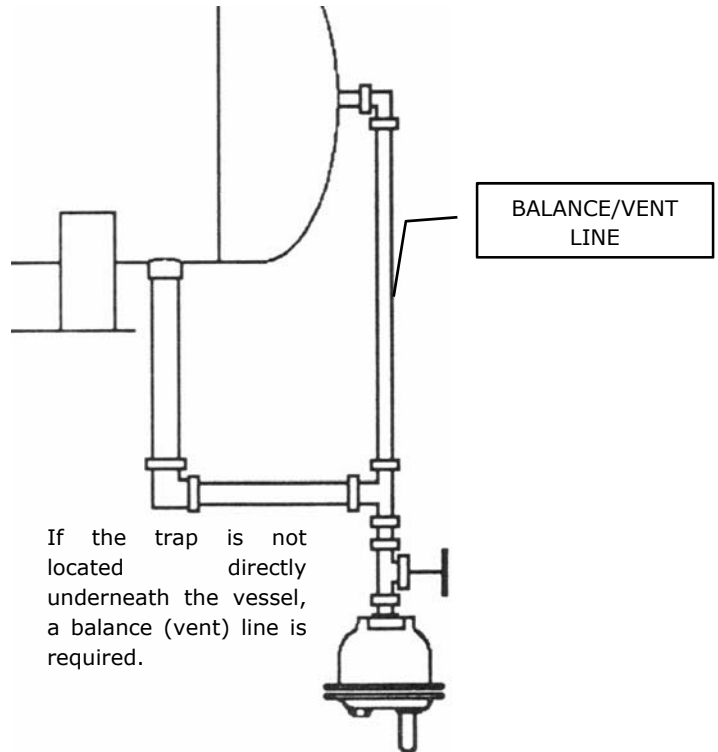 BALANCE/VENT
LINE
If the trap is not
located directly
underneath the vessel,
a balance (vent) line is
required.